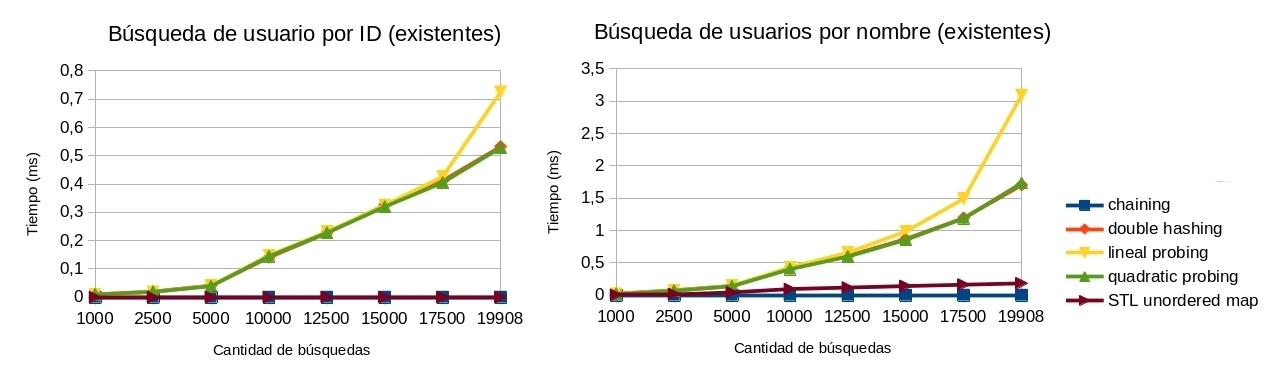 Búsqueda de usuario por ID (existentes)
0,8
0,7
0,6
0,5
0,4
0,3
0,2
0,1
0
Tiempo (ms)
1000 2500 5000 10000 12500 15000 17500 19908
Cantidad de búsquedas
Búsqueda de usuarios por nombre (existentes)
3,5
3
2,5
2
1,5
1
0,5
0
Tiempo (ms)
1000 2500 5000 10000 12500 15000 17500 19908
Cantidad de búsquedas
chaining
double hashing
lineal probing
quadratic probing
STL unordered map